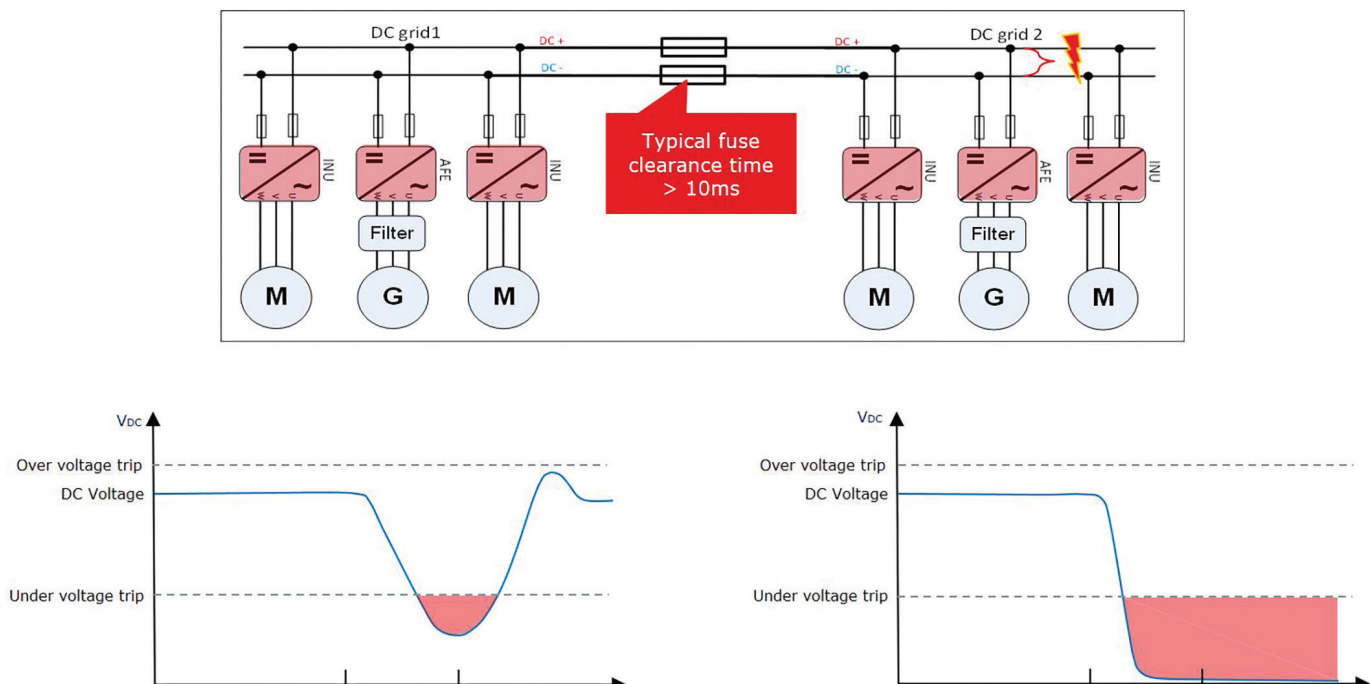 DC grid1
DC +
DC -
DC +
DC -
DC grid 2
Typical fuse
clearance time
> 10ms
INU
W V U
AFE
W V U
INU
W V U
INU
W V U
AFE
W V U
INU
W V U
Filter
Filter
M
G
M
M
G
M
VDC
Over voltage trip
DC Voltage
Under voltage trip
VDC
Over voltage trip
DC Voltage
Under voltage trip